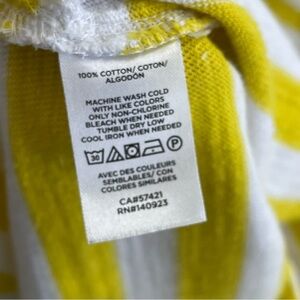 100% COTTON/ COTON/
ALGODÓN
MACHINE WASH COLD
WITH LIKE COLORS
ONLY NON-CHLORINE
BLEACH WHEN NEEDED
TUMBLE DRY LOW
COOL IRON WHEN NEEDED
30 P
AVEC DES COULEURS
SEMBLABLES/ CON
COLORES SIMILARES
CA#57421
RN#140923